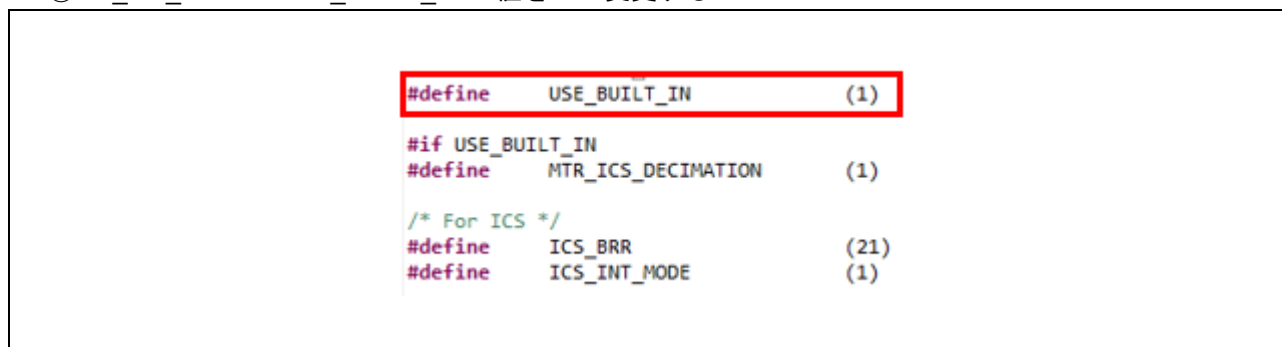 #define USE_BUILT_IN (1)
#if USE_BUILT_IN
#define MTR_ICS_DECIMATION (1)
/* For ICS */
#define ICS_BRR (21)
#define ICS_INT_MODE (1)